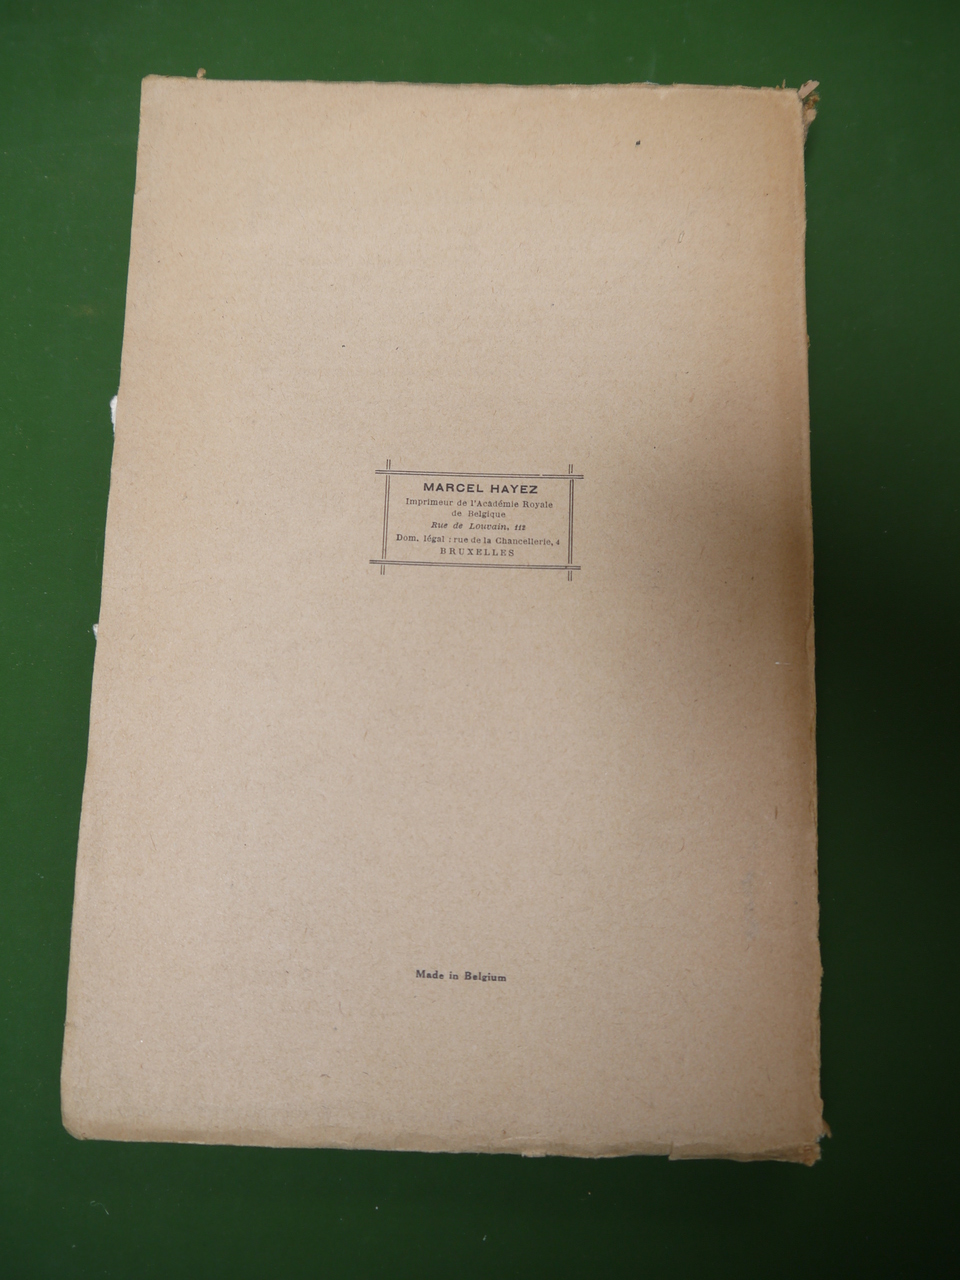 MARCEL HAYEZ
Imprimeur de l'Académie Royale
de Belgique
Rue de Louvain, 112
Dom. légal : rue de la Chancellerie, 4
BRUXELLES
Made in Belgium